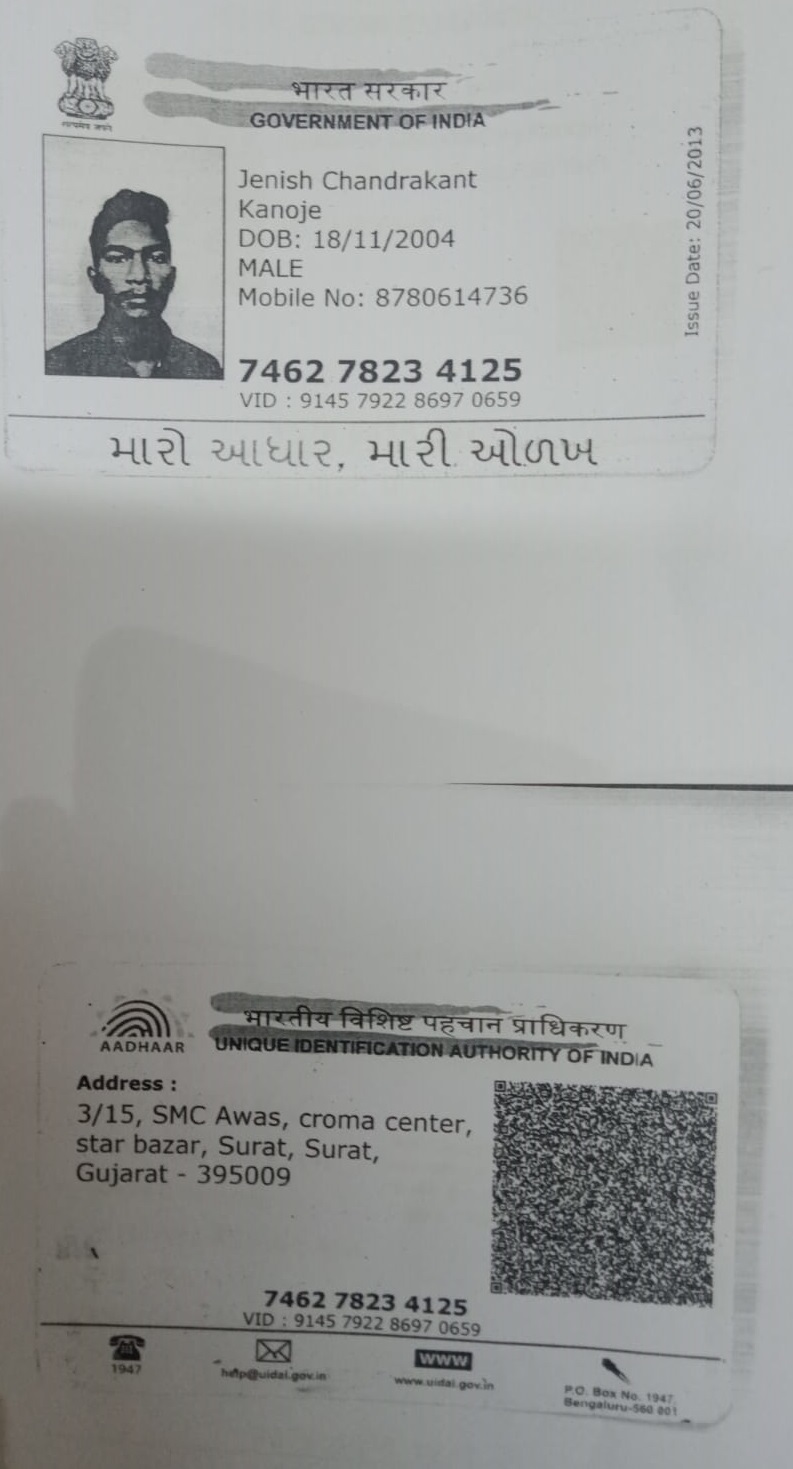 भारत सरकार
GOVERNMENT OF INDIA
Jenish Chandrakant
Kanoje
DOB: 18/11/2004
MALE
Mobile No: 8780614736
7462 7823 4125
VID : 9145 7922 8697 0659
Issue Date: 20/06/2013
મારો આધાર, મારી ઓળખ
AADHAAR
भारतीय विशिष्ट पहचान प्राधिकरण
UNIQUE IDENTIFICATION AUTHORITY OF INDIA
Address :
3/15, SMC Awas, croma center,
star bazar, Surat, Surat,
Gujarat - 395009
7462 7823 4125
VID : 9145 7922 8697 0659
1947
help@uidai.gov.in
WWW
www.uidai.gov.in
P.O. Box No. 1947,
Bengaluru-560 001